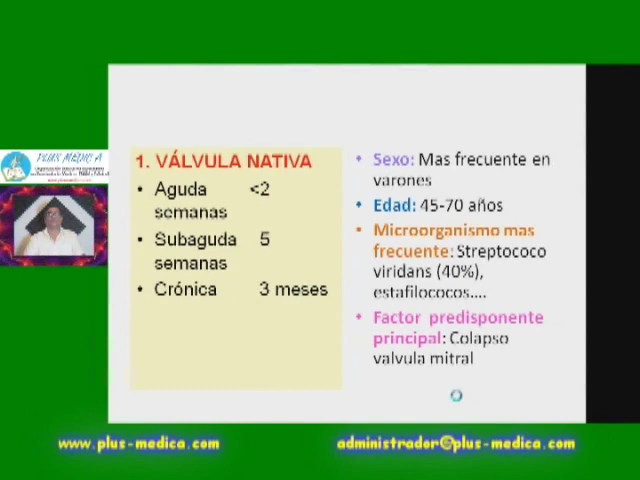 PLUS MEDICA
1. VÁLVULA NATIVA
• Aguda <2
semanas
• Subaguda 5
semanas
• Crónica 3 meses
• Sexo: Mas frecuente en
varones
• Edad: 45-70 años
• Microorganismo mas
frecuente: Streptococo
viridans (40%),
estafilococos....
• Factor predisponente
principal: Colapso
valvula mitral
www.plus-medica.com
administrador@plus-medica.com